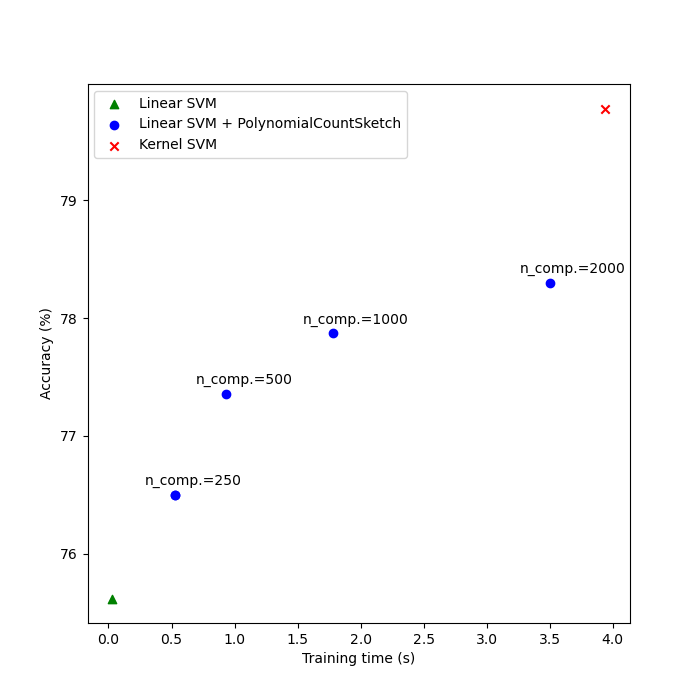 Linear SVM
Linear SVM + PolynomialCountSketch
Kernel SVM
79
n_comp.=2000
78
n_comp.=1000
n_comp.=500
77
n_comp.=250
76
Accuracy (%)
0.0 0.5 1.0 1.5 2.0 2.5 3.0 3.5 4.0
Training time (s)